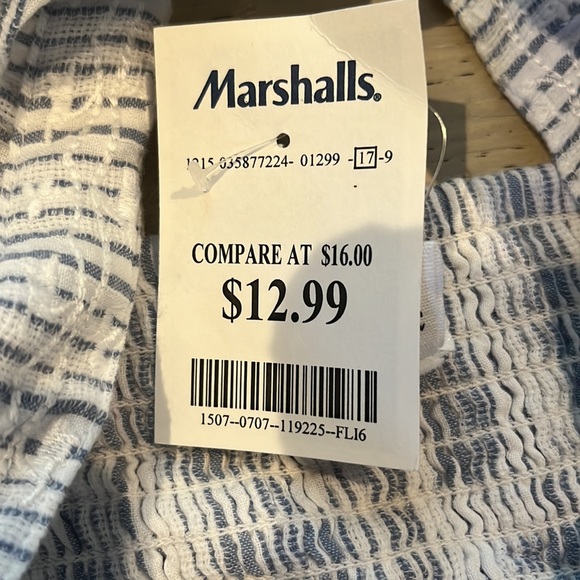 Marshalls®
035877224- 01299 -17-9
COMPARE AT $16.00
$12.99
1507--0707--119225--FLI6